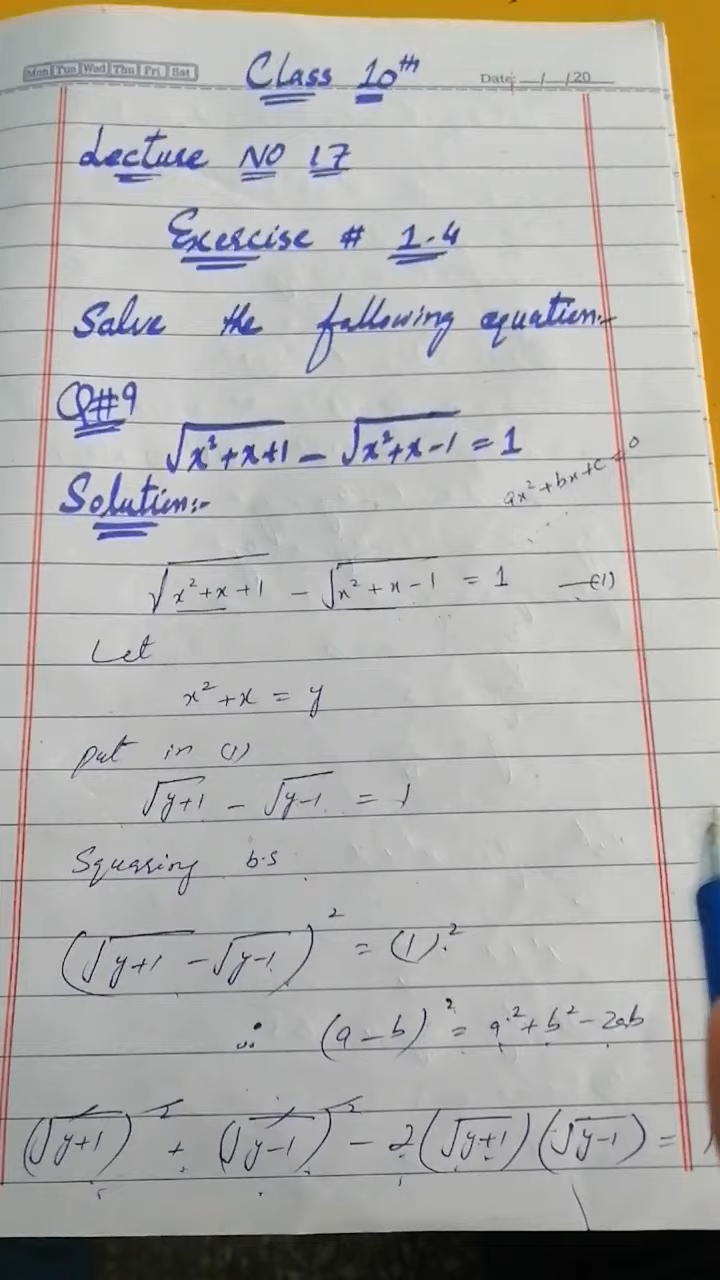 Mon Tue Wed Thu Fri Sat
Class 10th
Date: __/__/20
Lecture NO 17
Exercise # 1.4
Salve the following equation:-
Q#9
√x²+x+1 - √x²+x-1 = 1
Solution:-
ax²+bx+c=0
√x²+x+1 - √x²+x-1 = 1 —(1)
Let
x²+x = y
put in (1)
√y+1 - √y-1 = 1
Squaring b.s
(√y+1 - √y-1)² = (1)²
∴ (a-b)² = a²+b²-2ab
(√y+1)² + (√y-1)² - 2(√y+1)(√y-1) =